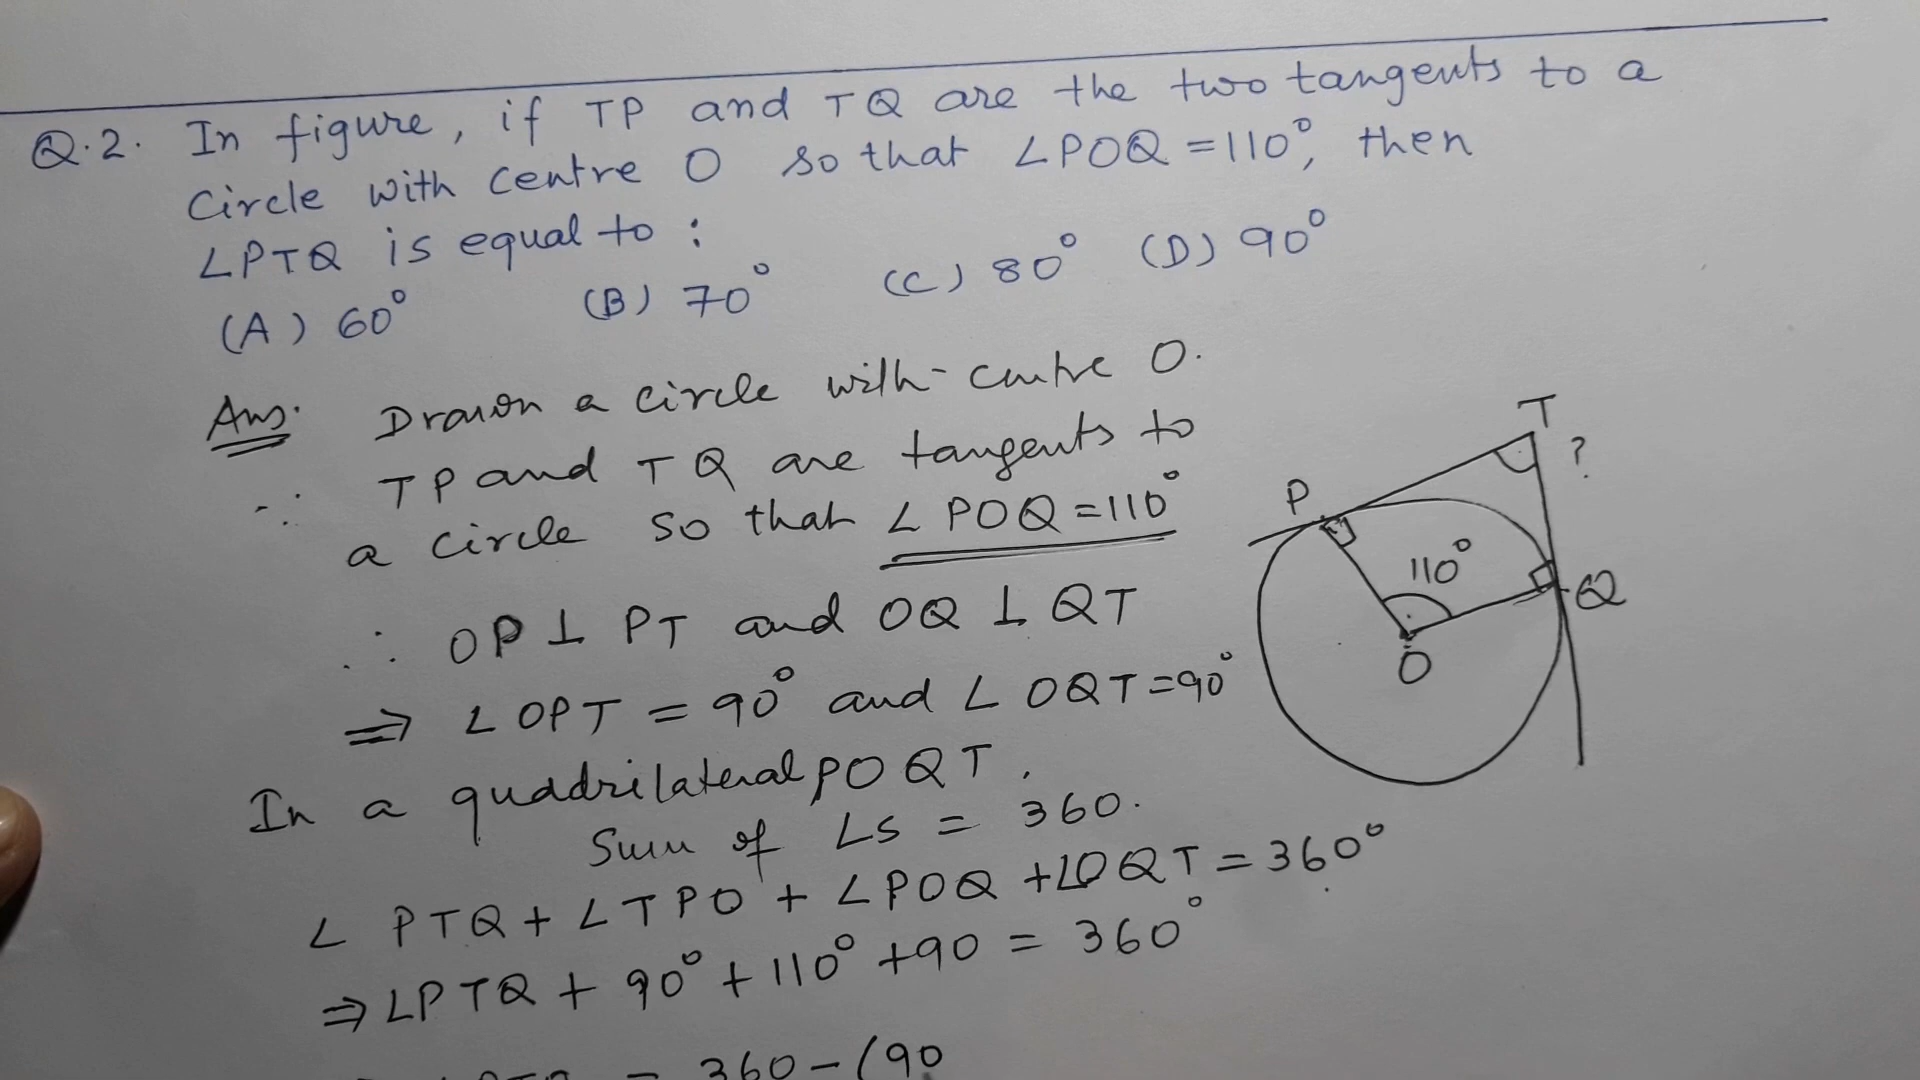 Q.2. In figure, if TP and TQ are the two tangents to a
Circle with Centre O so that ∠POQ = 110°, then
∠PTQ is equal to :
(A) 60° (B) 70° (C) 80° (D) 90°
Ans. Drawn a circle with centre O.
∵ TP and TQ are tangents to
a circle so that ∠POQ = 110°
∴ OP ⊥ PT and OQ ⊥ QT
⇒ ∠OPT = 90° and ∠OQT = 90°
In a quadrilateral POQT,
Sum of ∠s = 360.
∠PTQ + ∠TPO + ∠POQ + ∠OQT = 360°
⇒ ∠PTQ + 90° + 110° + 90 = 360°
= 360 - (90
T
?
P
110°
Q
O